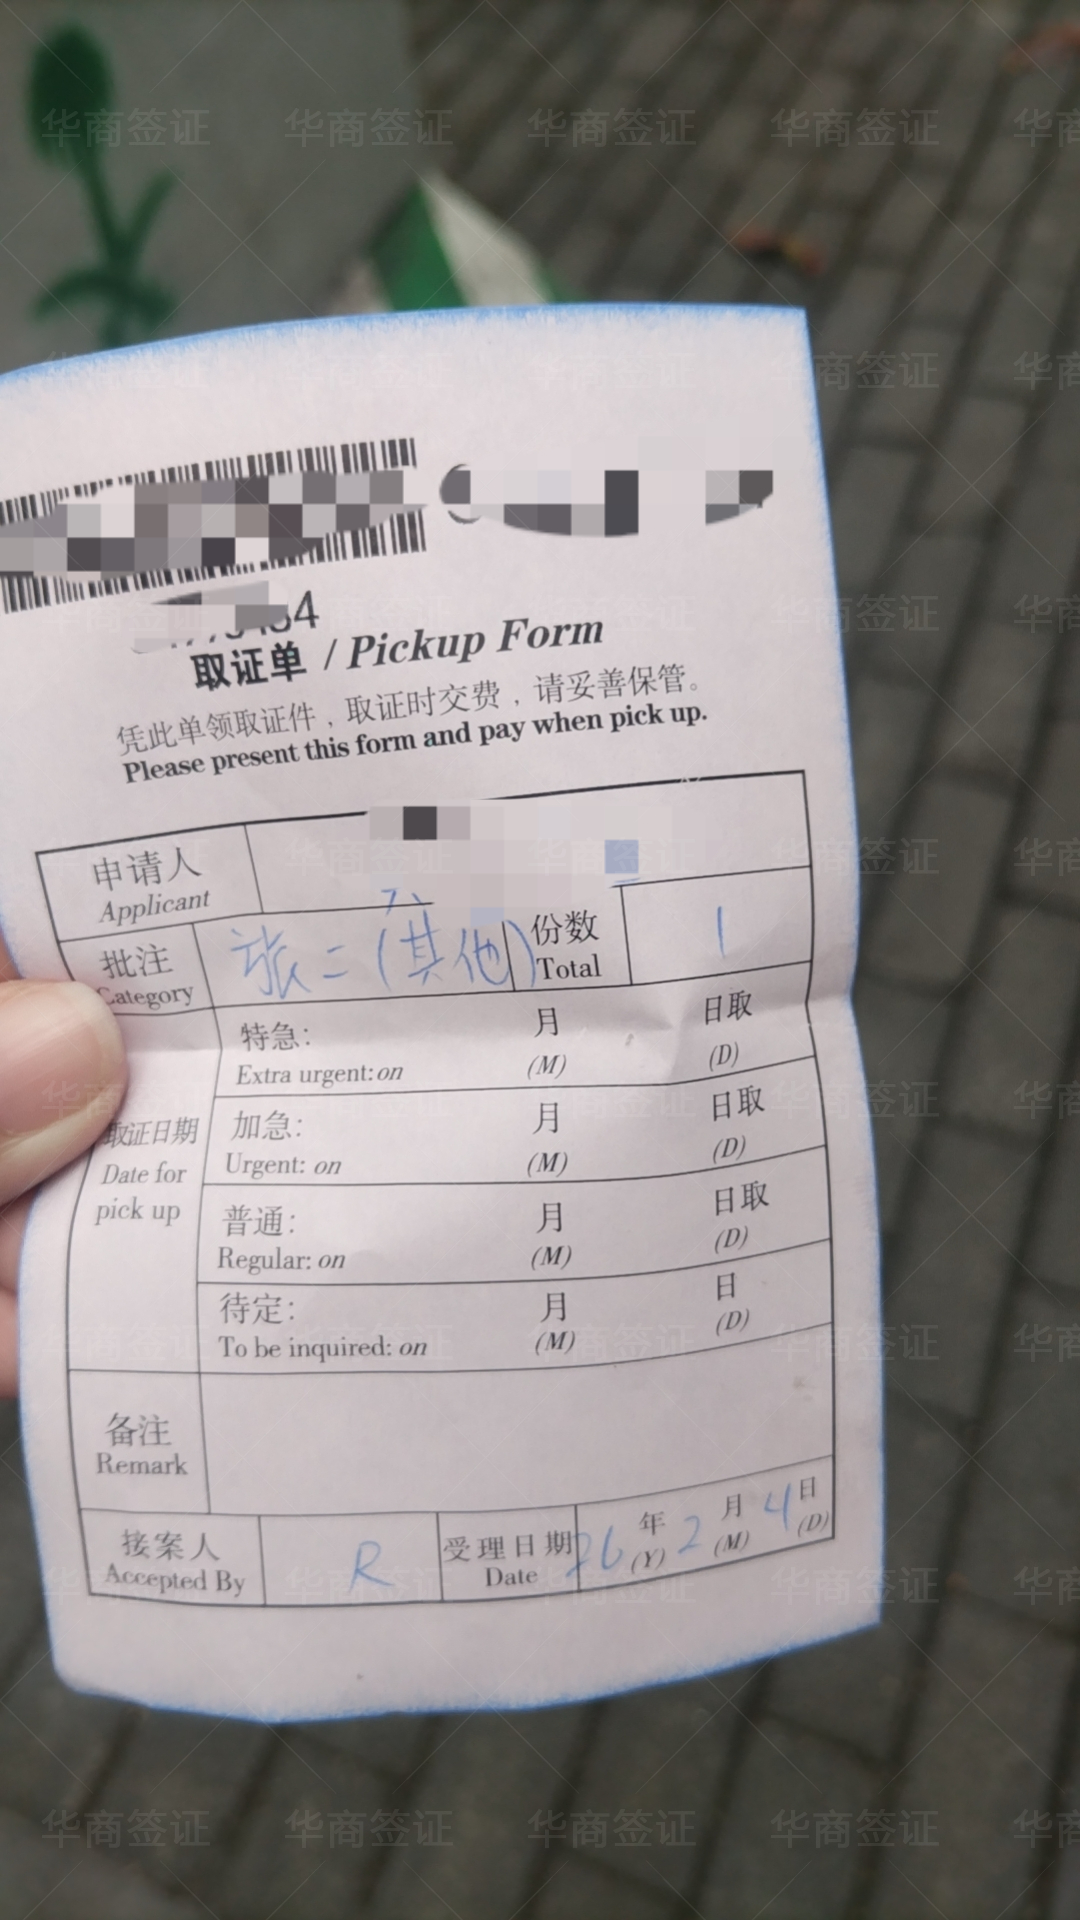 华商签证
取证单 / Pickup Form
凭此单领取证件，取证时交费，请妥善保管。
Please present this form and pay when pick up.
申请人
Applicant
批注
Category
张二(其他)
份数
Total
1
取证日期
Date for
pick up
特急: 月 日取
Extra urgent: on (M) (D)
加急: 月 日取
Urgent: on (M) (D)
普通: 月 日取
Regular: on (M) (D)
待定: 月 日
To be inquired: on (M) (D)
备注
Remark
接案人
Accepted By
R
受理日期
Date
26 年 2 月 4 日
(Y) (M) (D)